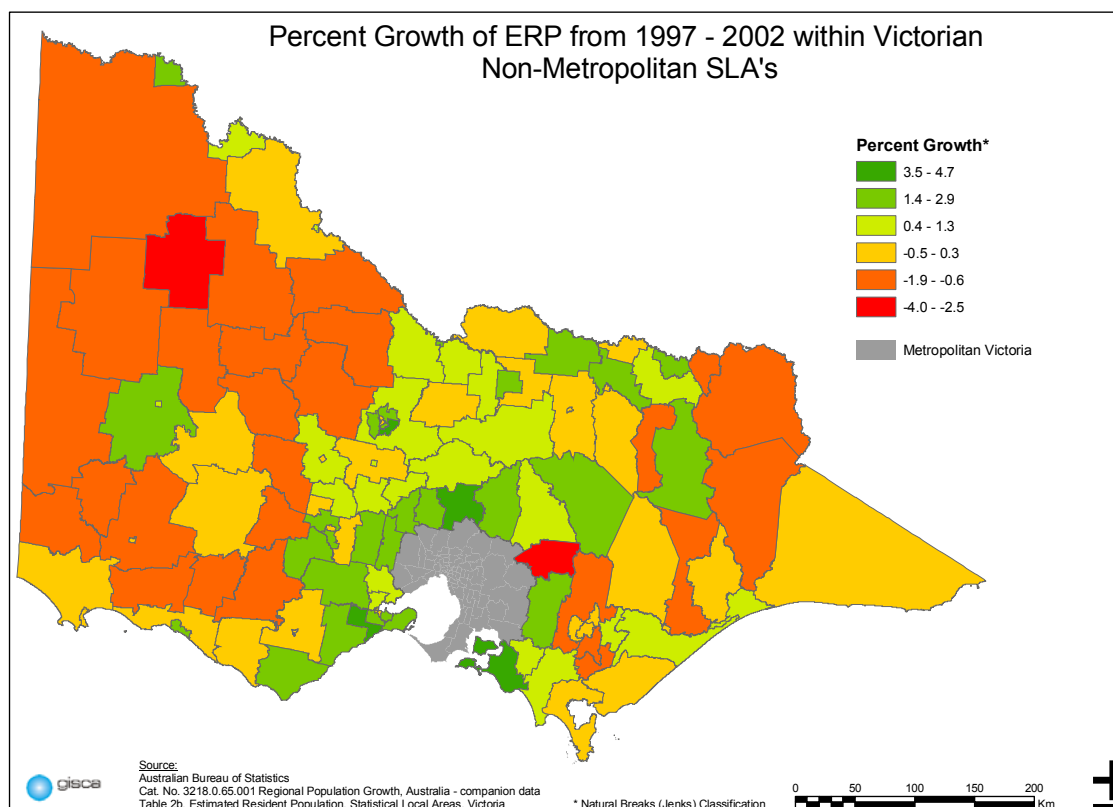 Percent Growth of ERP from 1997 - 2002 within Victorian
Non-Metropolitan SLA's
Percent Growth*
3.5 - 4.7
1.4 - 2.9
0.4 - 1.3
-0.5 - 0.3
-1.9 - -0.6
-4.0 - -2.5
Metropolitan Victoria
gisca
Source:
Australian Bureau of Statistics
Cat. No. 3218.0.65.001 Regional Population Growth, Australia - companion data
Table 2b. Estimated Resident Population, Statistical Local Areas, Victoria
* Natural Breaks (Jenks) Classification
0 50 100 150 200
Km